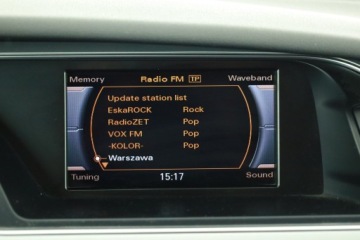 Memory Radio FM TP Waveband
Update station list
EskaROCK Rock
RadioZET Pop
VOX FM Pop
-KOLOR- Pop
Warszawa
Tuning 15:17 Sound